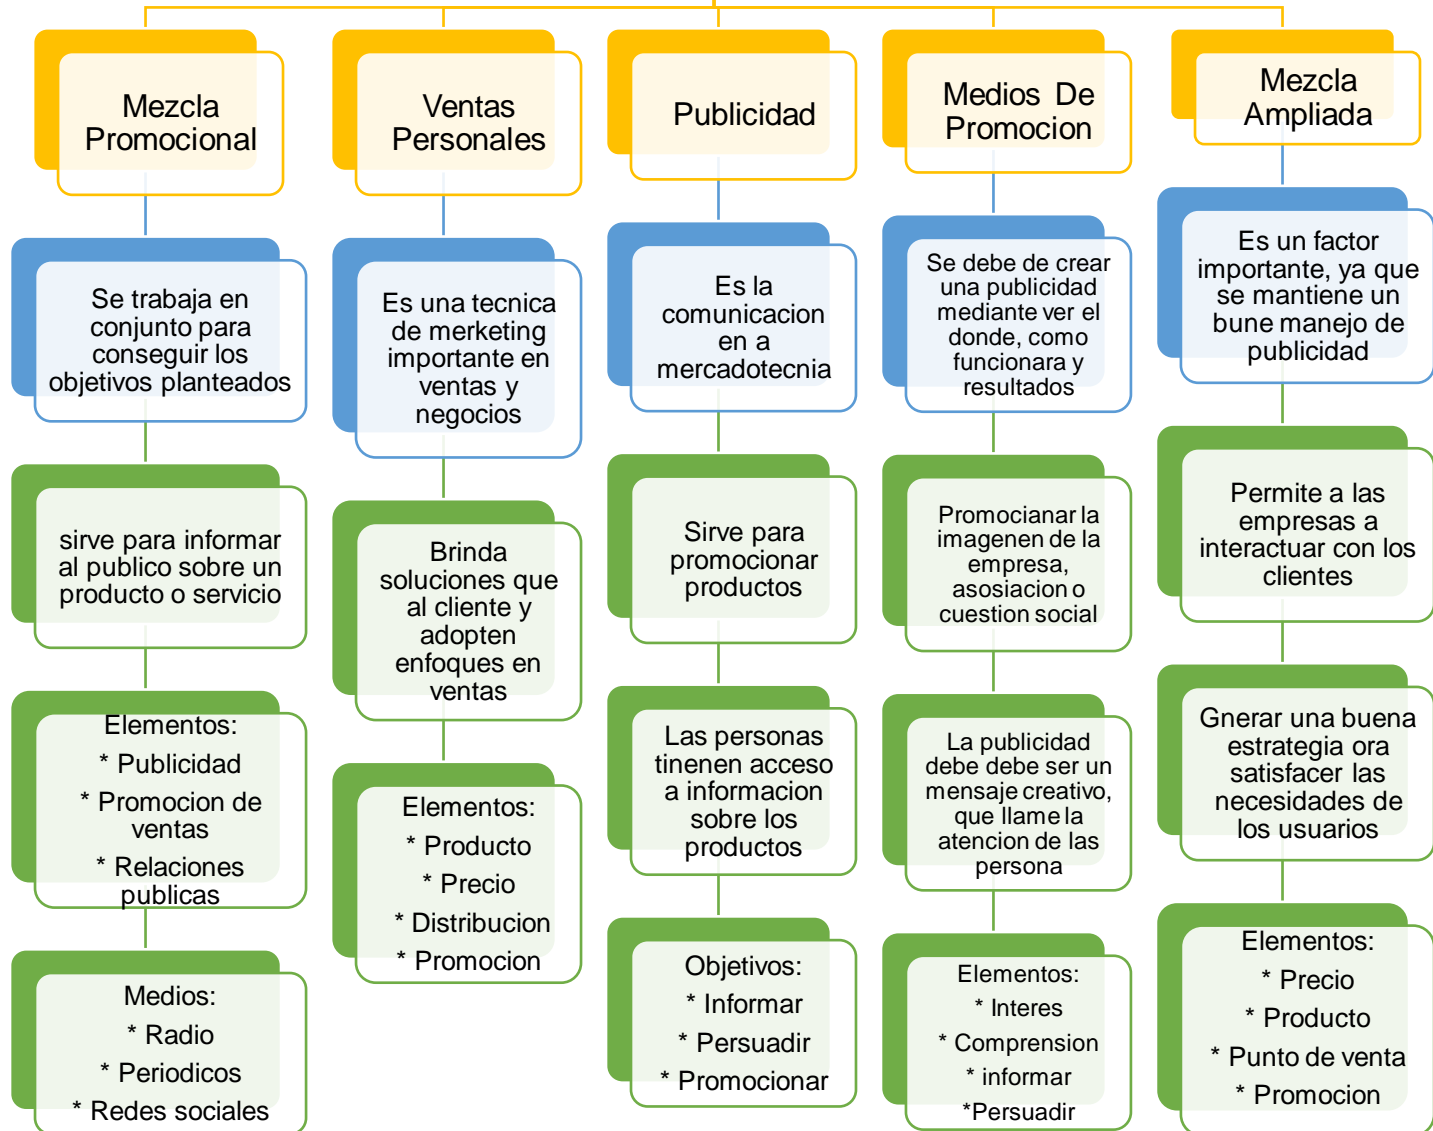 Mezcla
Promocional
Se trabaja en
conjunto para
conseguir los
objetivos planteados
sirve para informar
al publico sobre un
producto o servicio
Elementos:
* Publicidad
* Promocion de
ventas
* Relaciones
publicas
Medios:
* Radio
* Periodicos
* Redes sociales
Ventas
Personales
Es una tecnica
de merketing
importante en
ventas y
negocios
Brinda
soluciones que
al cliente y
adopten
enfoques en
ventas
Elementos:
* Producto
* Precio
* Distribucion
* Promocion
Publicidad
Es la
comunicacion
en a
mercadotecnia
Sirve para
promocionar
productos
Las personas
tinenen acceso
a informacion
sobre los
productos
Objetivos:
* Informar
* Persuadir
* Promocionar
Medios De
Promocion
Se debe de crear
una publicidad
mediante ver el
donde, como
funcionara y
resultados
Promocianar la
imagenen de la
empresa,
asosiacion o
cuestion social
La publicidad
debe debe ser un
mensaje creativo,
que llame la
atencion de las
persona
Elementos:
* Interes
* Comprension
* informar
*Persuadir
Mezcla
Ampliada
Es un factor
importante, ya que
se mantiene un
bune manejo de
publicidad
Permite a las
empresas a
interactuar con los
clientes
Gnerar una buena
estrategia ora
satisfacer las
necesidades de
los usuarios
Elementos:
* Precio
* Producto
* Punto de venta
* Promocion